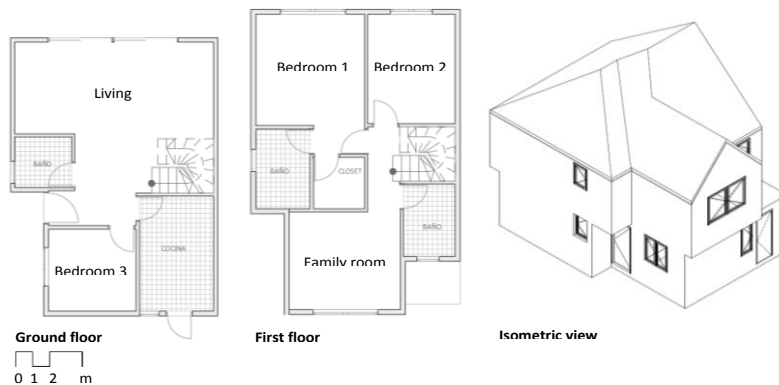 Living
BAÑO
COCINA
Bedroom 3
Ground floor
0 1 2 m
Bedroom 1
Bedroom 2
BAÑO
CLOSET
BAÑO
Family room
First floor
Isometric view